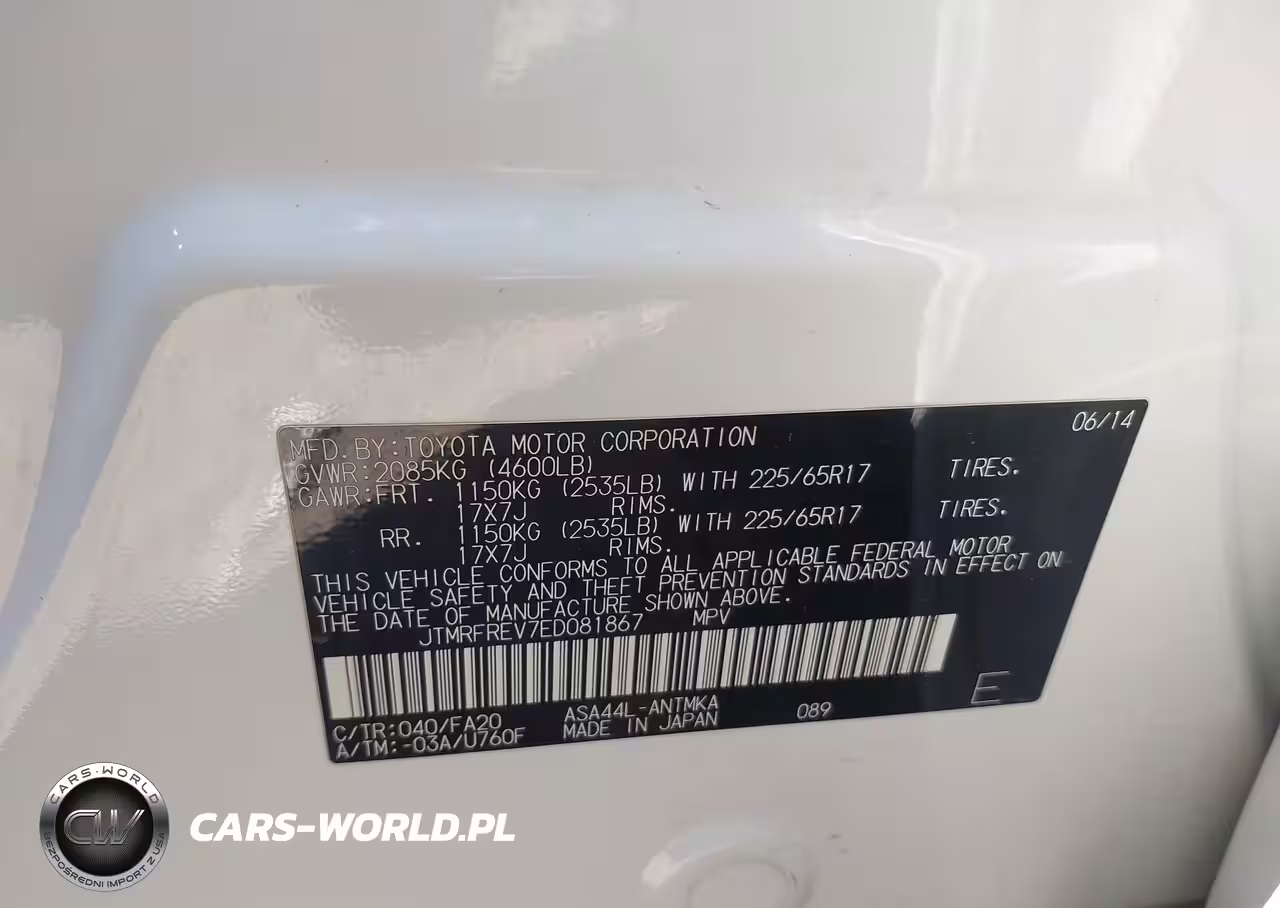 MFD. BY:TOYOTA MOTOR CORPORATION 06/14
GVWR:2085KG (4600LB)
GAWR:FRT. 1150KG (2535LB) WITH 225/65R17 TIRES.
17X7J RIMS.
RR. 1150KG (2535LB) WITH 225/65R17 TIRES.
17X7J RIMS.
THIS VEHICLE CONFORMS TO ALL APPLICABLE FEDERAL MOTOR
VEHICLE SAFETY AND THEFT PREVENTION STANDARDS IN EFFECT ON
THE DATE OF MANUFACTURE SHOWN ABOVE.
JTMRFREV7ED081867 MPV
C/TR:040/FA20 ASA44L-ANTMKA 089 E
A/TM:-03A/U760F MADE IN JAPAN
CARS-WORLD
CW
BEZPOŚREDNI IMPORT Z USA
CARS-WORLD.PL